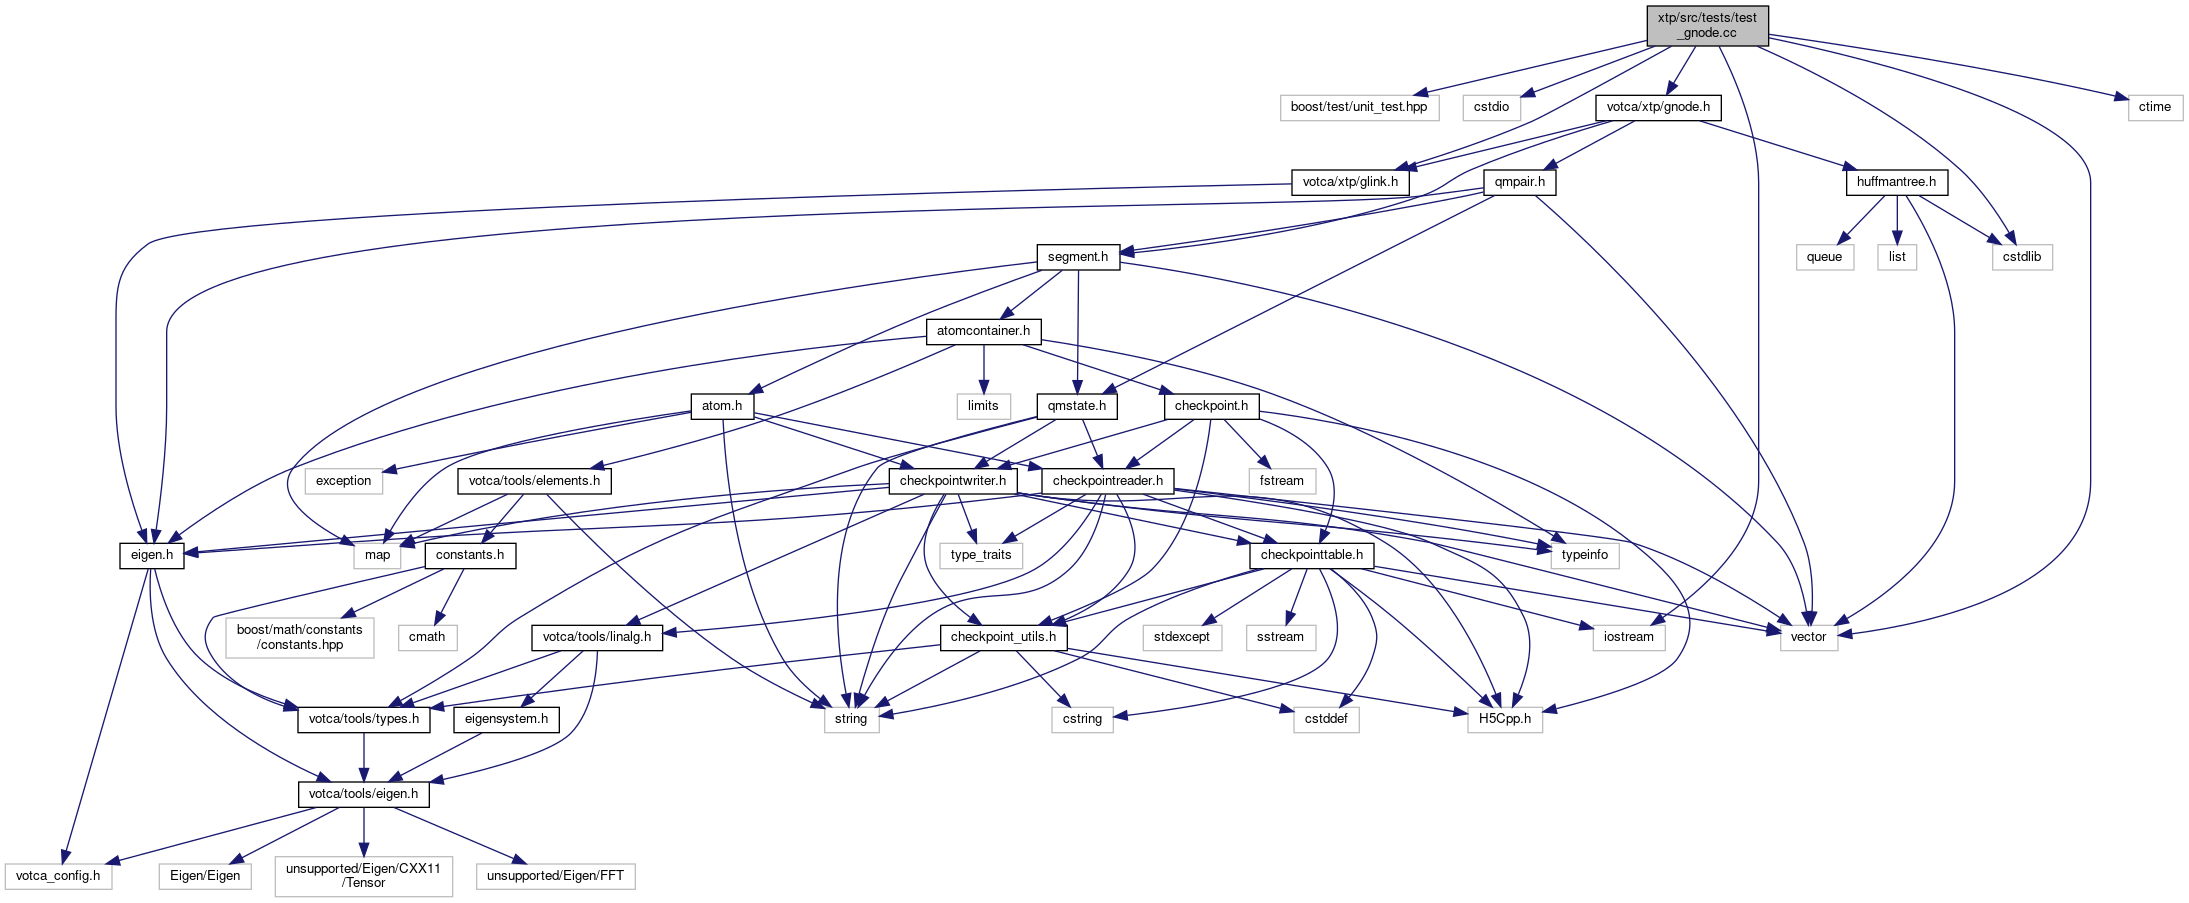 xtp/src/tests/test
_gnode.cc
boost/test/unit_test.hpp
cstdio
votca/xtp/gnode.h
ctime
votca/xtp/glink.h
qmpair.h
huffmantree.h
segment.h
queue
list
cstdlib
atomcontainer.h
atom.h
limits
qmstate.h
checkpoint.h
exception
votca/tools/elements.h
checkpointwriter.h
checkpointreader.h
fstream
eigen.h
map
constants.h
type_traits
checkpointtable.h
typeinfo
boost/math/constants
/constants.hpp
cmath
votca/tools/linalg.h
checkpoint_utils.h
stdexcept
sstream
iostream
vector
votca/tools/types.h
eigensystem.h
string
cstring
cstddef
H5Cpp.h
votca/tools/eigen.h
votca_config.h
Eigen/Eigen
unsupported/Eigen/CXX11
/Tensor
unsupported/Eigen/FFT